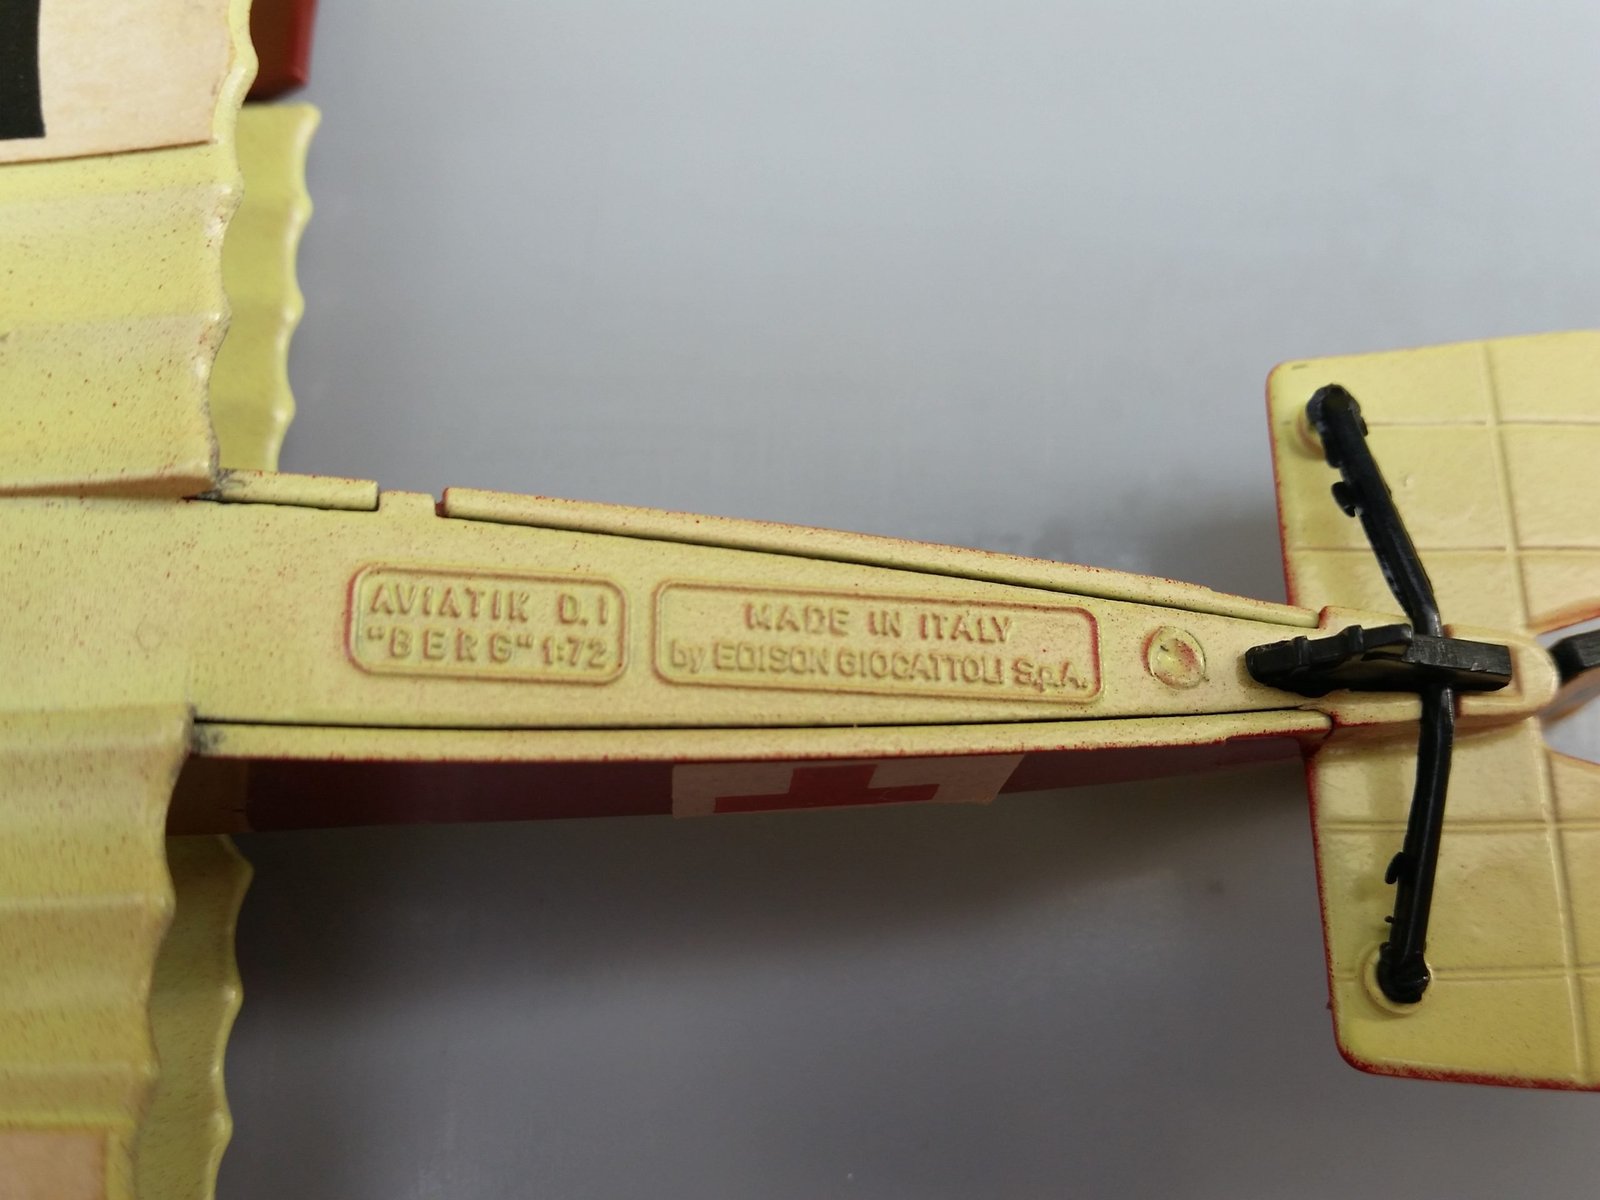 AVIATIK D.I
"BERG" 1:72
MADE IN ITALY
by EDISON GIOCATTOLI S.p.A.